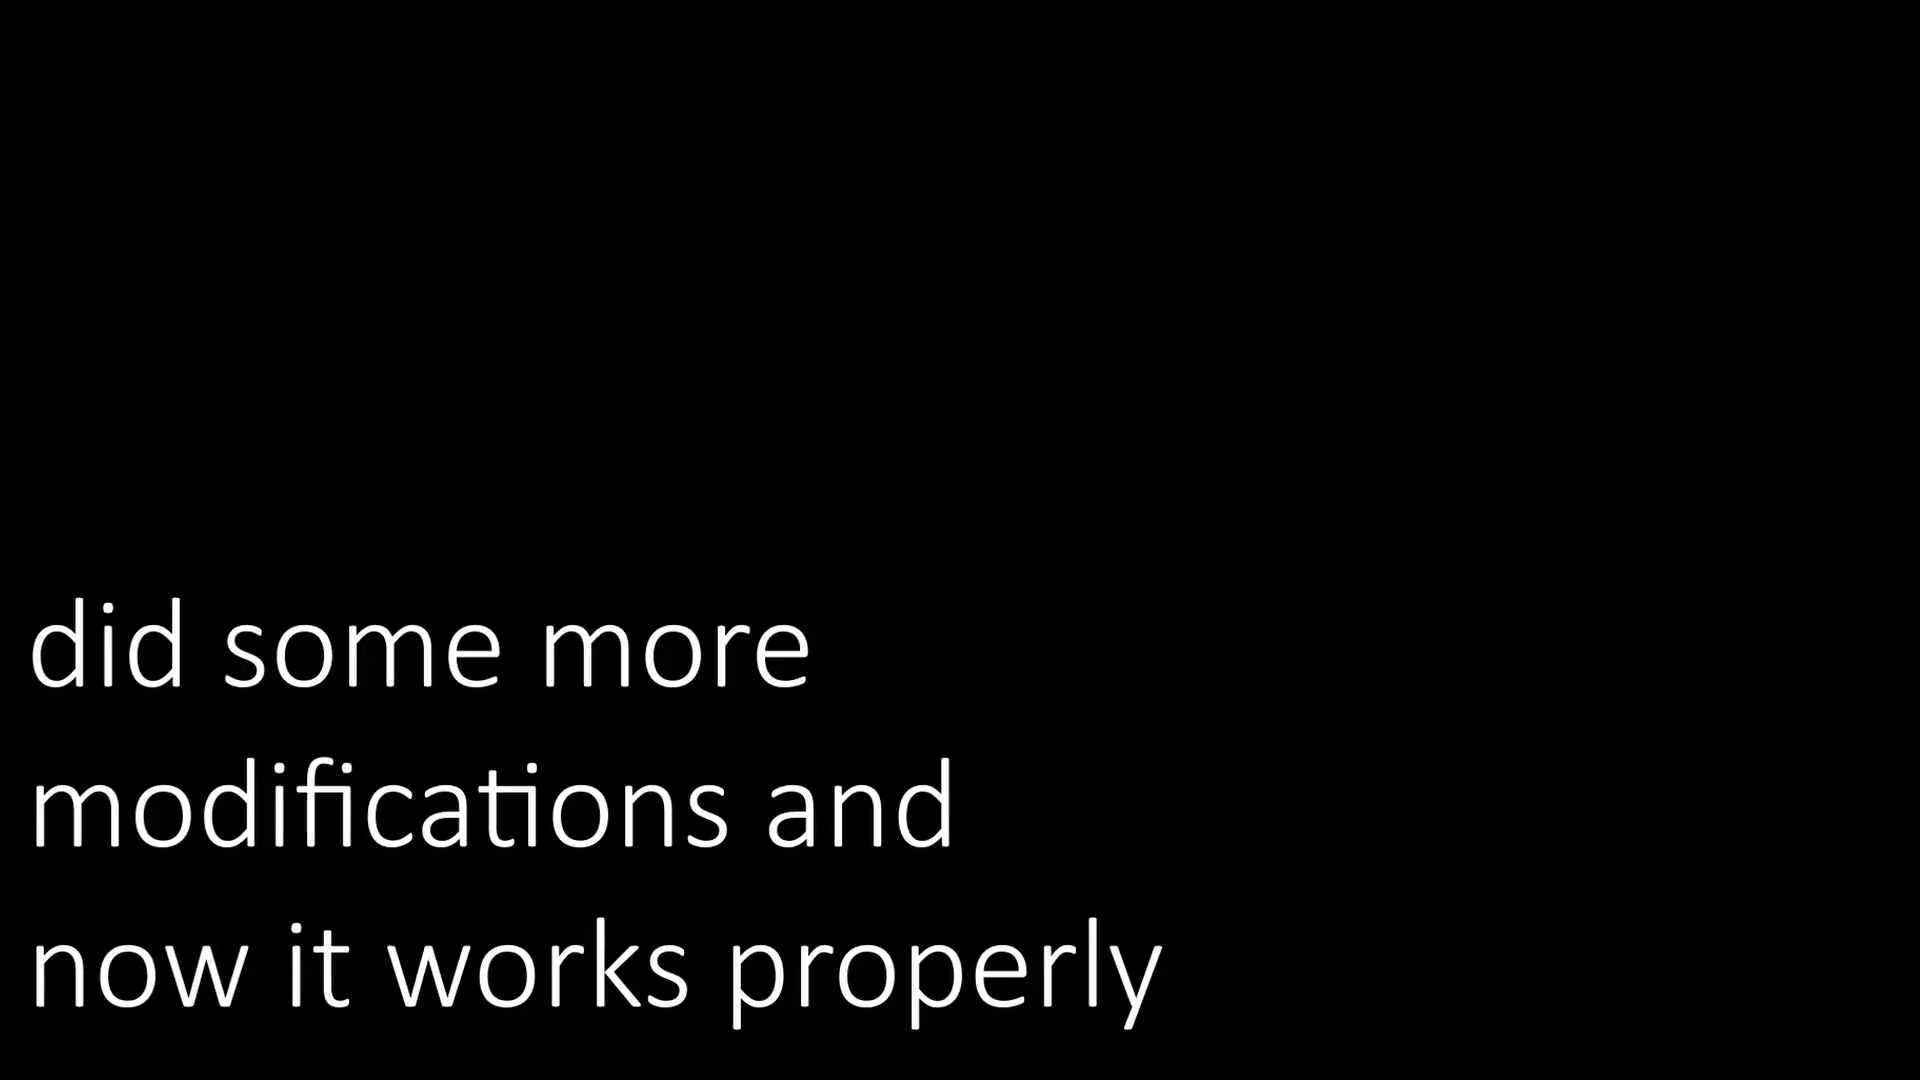 did some more
modifications and
now it works properly